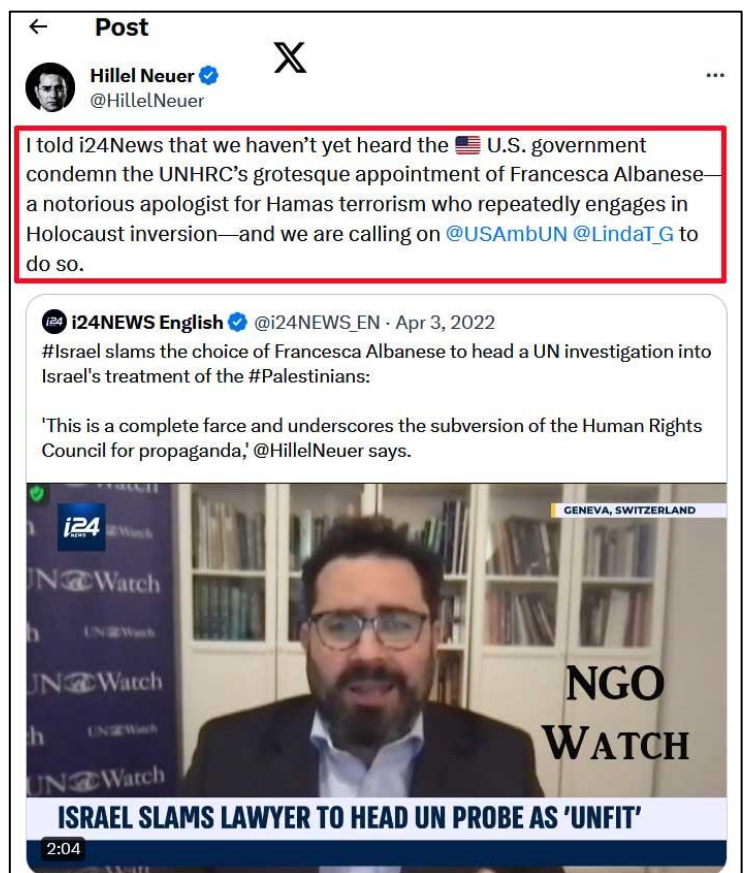 ← Post
X
Hillel Neuer
@HillelNeuer
...
I told i24News that we haven't yet heard the 🇺🇸 U.S. government
condemn the UNHRC's grotesque appointment of Francesca Albanese—
a notorious apologist for Hamas terrorism who repeatedly engages in
Holocaust inversion—and we are calling on @USAmbUN @LindaT_G to
do so.
i24 i24NEWS English @i24NEWS_EN · Apr 3, 2022
#Israel slams the choice of Francesca Albanese to head a UN investigation into
Israel's treatment of the #Palestinians:
'This is a complete farce and underscores the subversion of the Human Rights
Council for propaganda,' @HillelNeuer says.
i24
NEWS
GENEVA, SWITZERLAND
UN Watch
UN Watch
UN Watch
UN Watch
UN Watch
NGO
WATCH
ISRAEL SLAMS LAWYER TO HEAD UN PROBE AS 'UNFIT'
2:04